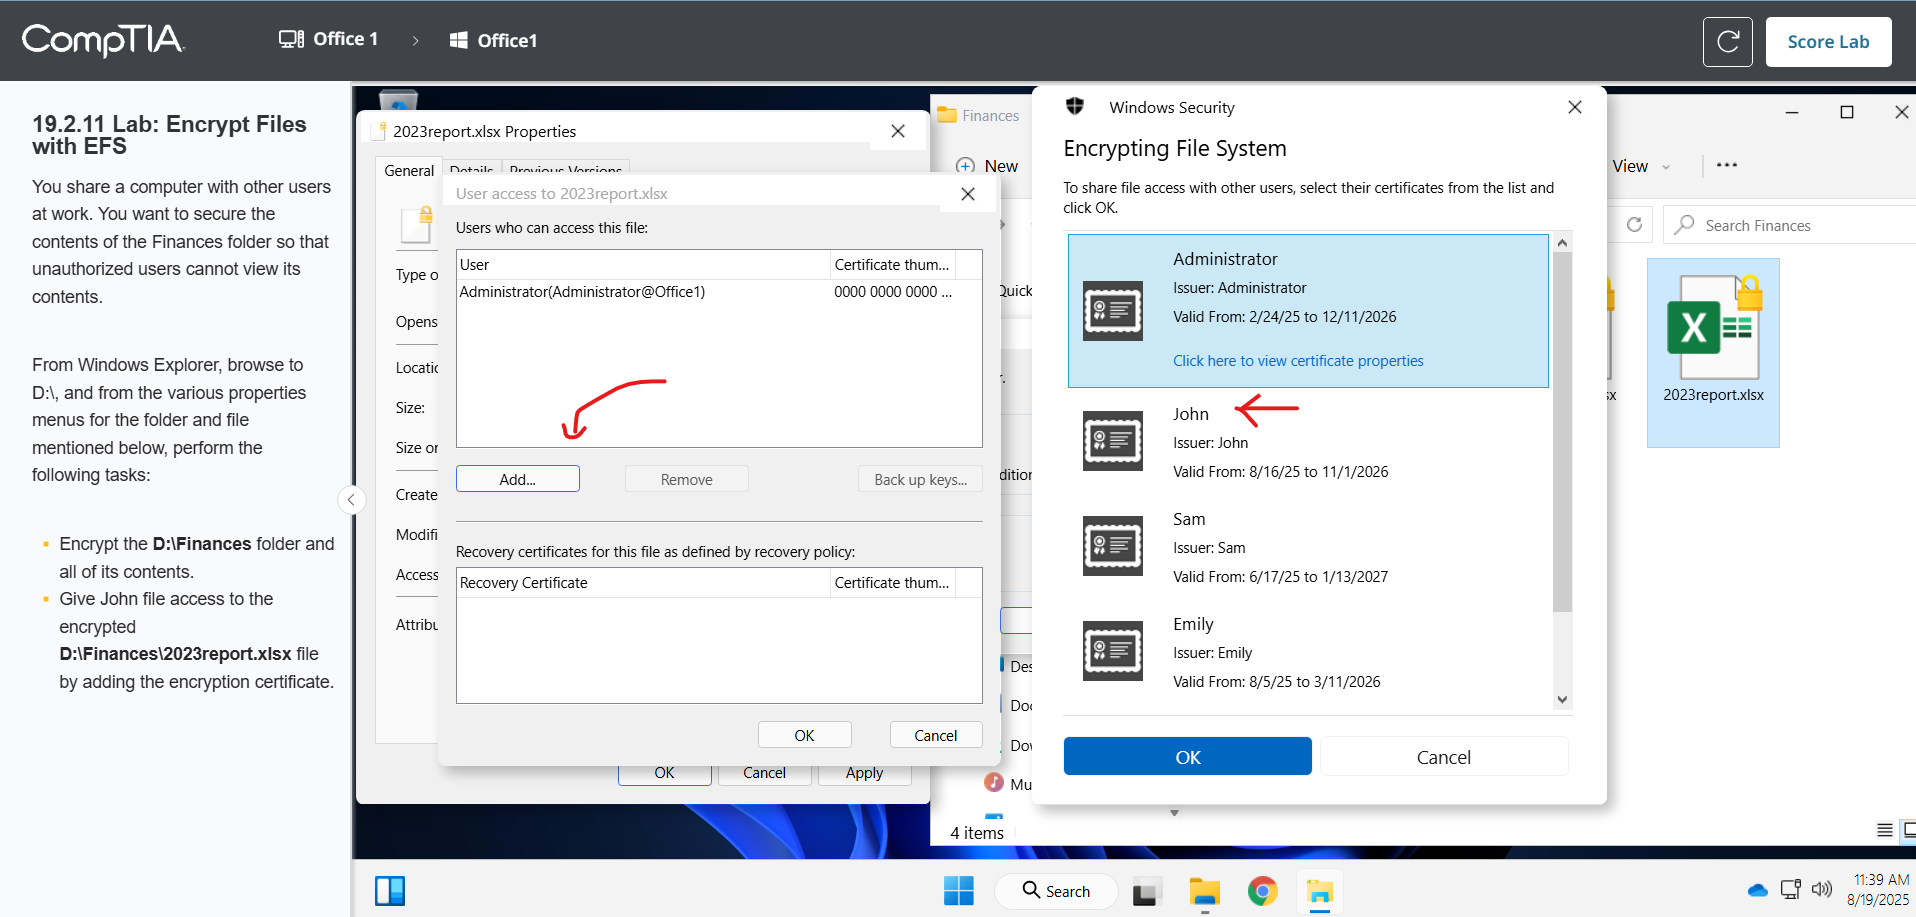 CompTIA.
Office 1
Office1
Score Lab
19.2.11 Lab: Encrypt Files
with EFS
You share a computer with other users
at work. You want to secure the
contents of the Finances folder so that
unauthorized users cannot view its
contents.
From Windows Explorer, browse to
D:\, and from the various properties
menus for the folder and file
mentioned below, perform the
following tasks:
Encrypt the D:\Finances folder and
all of its contents.
Give John file access to the
encrypted
D:\Finances\2023report.xlsx file
by adding the encryption certificate.
2023report.xlsx Properties
General
Details
Previous Versions
Type o
Opens
Locatio
Size:
Size or
Create
Modifi
Access
Attribu
OK
Cancel
Apply
User access to 2023report.xlsx
Users who can access this file:
User
Certificate thum...
Administrator(Administrator@Office1)
0000 0000 0000 ...
Add...
Remove
Back up keys...
Recovery certificates for this file as defined by recovery policy:
Recovery Certificate
Certificate thum...
OK
Cancel
Finances
New
View
Search Finances
Quick
r.
dition
Des
Doc
Dov
Mu
4 items
sx
2023report.xlsx
Windows Security
Encrypting File System
To share file access with other users, select their certificates from the list and
click OK.
Administrator
Issuer: Administrator
Valid From: 2/24/25 to 12/11/2026
Click here to view certificate properties
John
Issuer: John
Valid From: 8/16/25 to 11/1/2026
Sam
Issuer: Sam
Valid From: 6/17/25 to 1/13/2027
Emily
Issuer: Emily
Valid From: 8/5/25 to 3/11/2026
OK
Cancel
Search
11:39 AM
8/19/2025